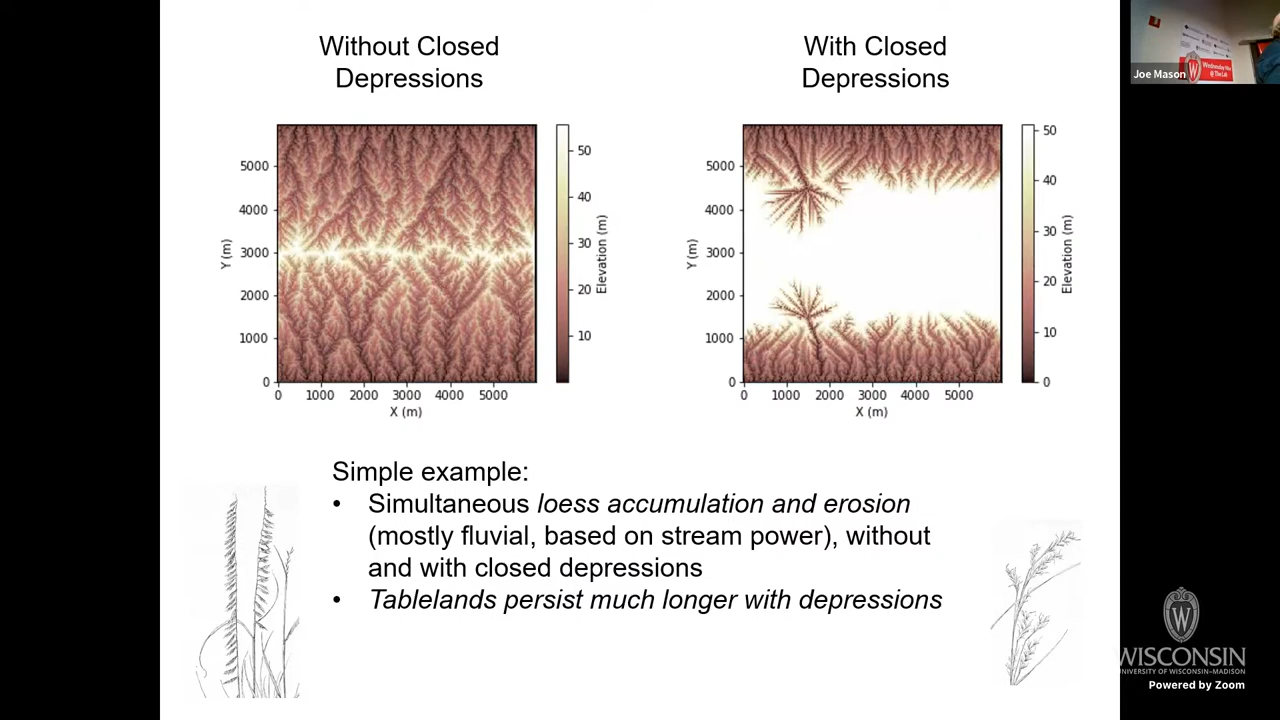 Without Closed
Depressions
With Closed
Depressions
5000
4000
3000
2000
1000
0
Y (m)
0
1000
2000
3000
4000
5000
X (m)
50
40
30
20
10
Elevation (m)
5000
4000
3000
2000
1000
0
Y (m)
0
1000
2000
3000
4000
5000
X (m)
50
40
30
20
10
0
Elevation (m)
Simple example:
• Simultaneous loess accumulation and erosion
(mostly fluvial, based on stream power), without
and with closed depressions
• Tablelands persist much longer with depressions
Joe Mason
W
Wednesday Nite
@ The Lab
W
WISCONSIN
UNIVERSITY OF WISCONSIN–MADISON
Powered by Zoom